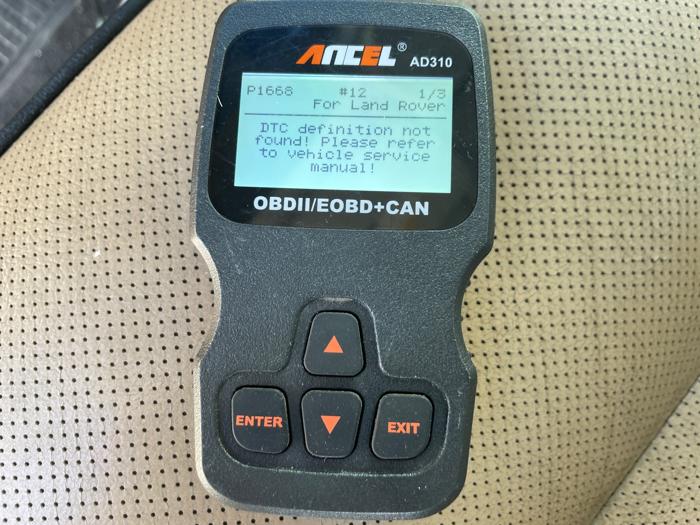 ANCEL® AD310
P1668 #12 1/3
For Land Rover
DTC definition not
found! Please refer
to vehicle service
manual!
OBDII/EOBD+CAN
ENTER
EXIT